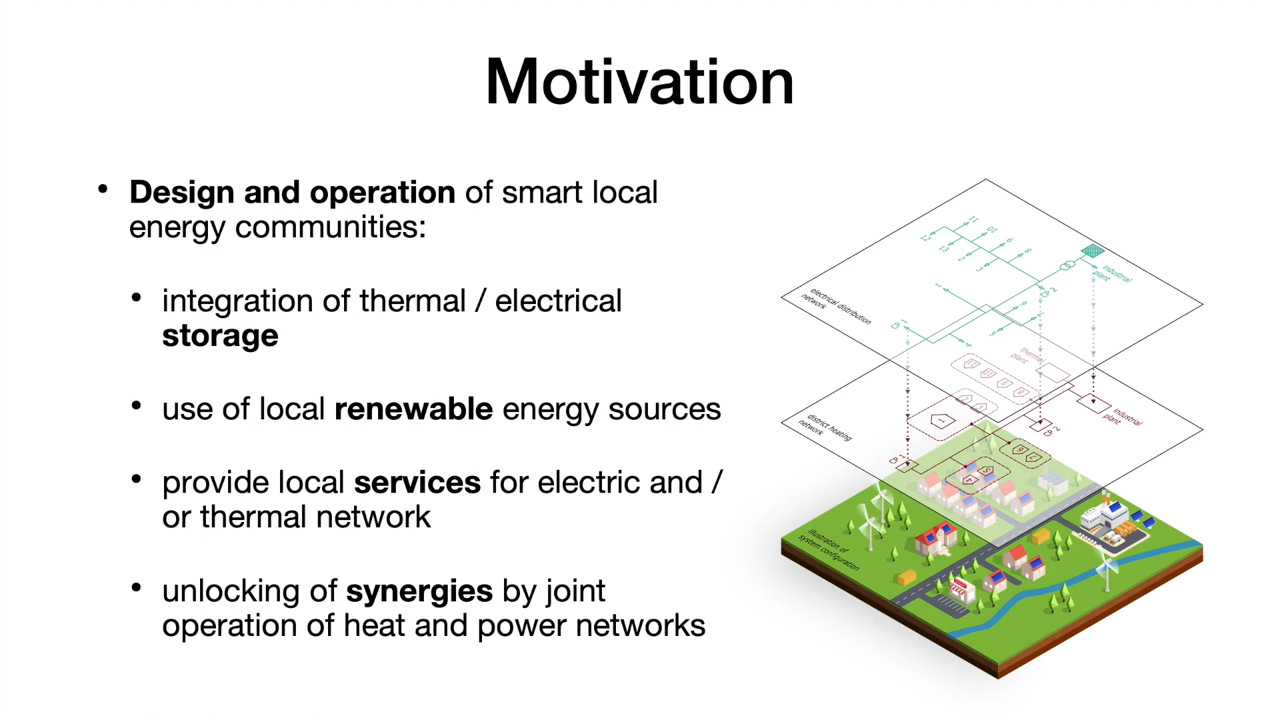 Motivation
• Design and operation of smart local
energy communities:
• integration of thermal / electrical
storage
• use of local renewable energy sources
• provide local services for electric and /
or thermal network
• unlocking of synergies by joint
operation of heat and power networks
electrical distribution
network
industrial
plant
thermal
plant
district heating
network
industrial
plant
illustration of
system configuration